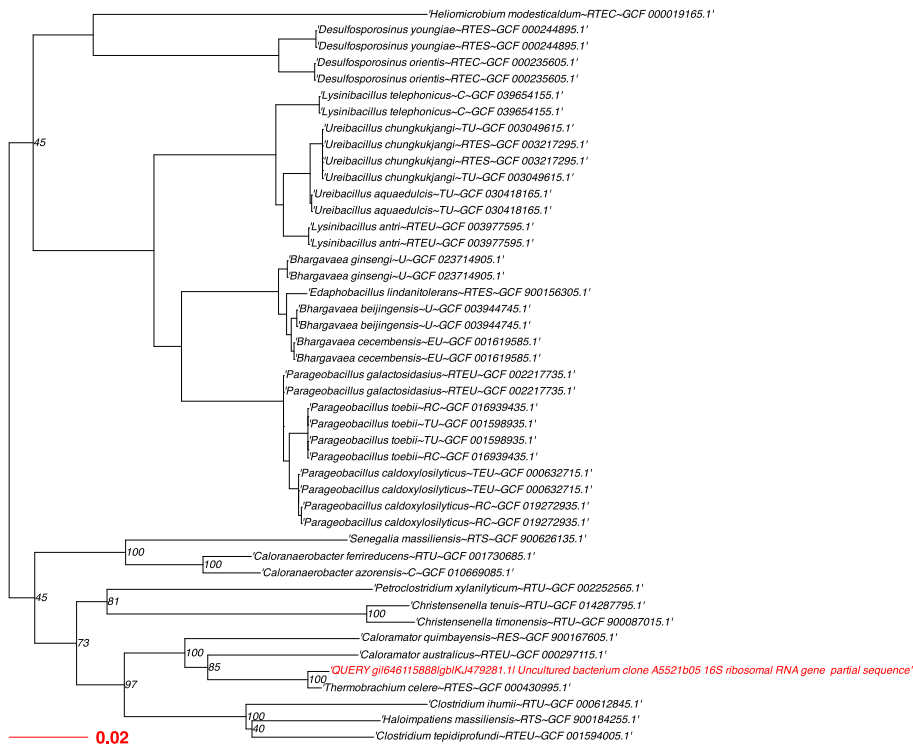 'Heliomicrobium modesticaldum~RTEC~GCF 000019165.1'
'Desulfosporosinus youngiae~RTES~GCF 000244895.1'
'Desulfosporosinus youngiae~RTES~GCF 000244895.1'
'Desulfosporosinus orientis~RTEC~GCF 000235605.1'
'Desulfosporosinus orientis~RTEC~GCF 000235605.1'
'Lysinibacillus telephonicus~C~GCF 039654155.1'
'Lysinibacillus telephonicus~C~GCF 039654155.1'
'Ureibacillus chungkukjangi~TU~GCF 003049615.1'
45
'Ureibacillus chungkukjangi~RTES~GCF 003217295.1'
'Ureibacillus chungkukjangi~RTES~GCF 003217295.1'
'Ureibacillus chungkukjangi~TU~GCF 003049615.1'
'Ureibacillus aquaedulcis~TU~GCF 030418165.1'
'Ureibacillus aquaedulcis~TU~GCF 030418165.1'
'Lysinibacillus antri~RTEU~GCF 003977595.1'
'Lysinibacillus antri~RTEU~GCF 003977595.1'
'Bhargavaea ginsengi~U~GCF 023714905.1'
'Bhargavaea ginsengi~U~GCF 023714905.1'
'Edaphobacillus lindanitolerans~RTES~GCF 900156305.1'
'Bhargavaea beijingensis~U~GCF 003944745.1'
'Bhargavaea beijingensis~U~GCF 003944745.1'
'Bhargavaea cecembensis~EU~GCF 001619585.1'
'Bhargavaea cecembensis~EU~GCF 001619585.1'
'Parageobacillus galactosidasius~RTEU~GCF 002217735.1'
'Parageobacillus galactosidasius~RTEU~GCF 002217735.1'
'Parageobacillus toebii~RC~GCF 016939435.1'
'Parageobacillus toebii~TU~GCF 001598935.1'
'Parageobacillus toebii~TU~GCF 001598935.1'
'Parageobacillus toebii~RC~GCF 016939435.1'
'Parageobacillus caldoxylosilyticus~TEU~GCF 000632715.1'
'Parageobacillus caldoxylosilyticus~TEU~GCF 000632715.1'
'Parageobacillus caldoxylosilyticus~RC~GCF 019272935.1'
'Parageobacillus caldoxylosilyticus~RC~GCF 019272935.1'
'Senegalia massiliensis~RTS~GCF 900626135.1'
100
'Caloranaerobacter ferrireducens~RTU~GCF 001730685.1'
100
'Caloranaerobacter azorensis~C~GCF 010669085.1'
'Petroclostridium xylanilyticum~RTU~GCF 002252565.1'
45
81
'Christensenella tenuis~RTU~GCF 014287795.1'
100
'Christensenella timonensis~RTU~GCF 900087015.1'
'Caloramator quimbayensis~RES~GCF 900167605.1'
73
100
'Caloramator australicus~RTEU~GCF 000297115.1'
85
'QUERY gi|646115888|gb|KJ479281.1| Uncultured bacterium clone A5521b05 16S ribosomal RNA gene partial sequence'
100
'Thermobrachium celere~RTES~GCF 000430995.1'
97
'Clostridium ihumii~RTU~GCF 000612845.1'
100
'Haloimpatiens massiliensis~RTS~GCF 900184255.1'
40
'Clostridium tepidiprofundi~RTEU~GCF 001594005.1'
0.02